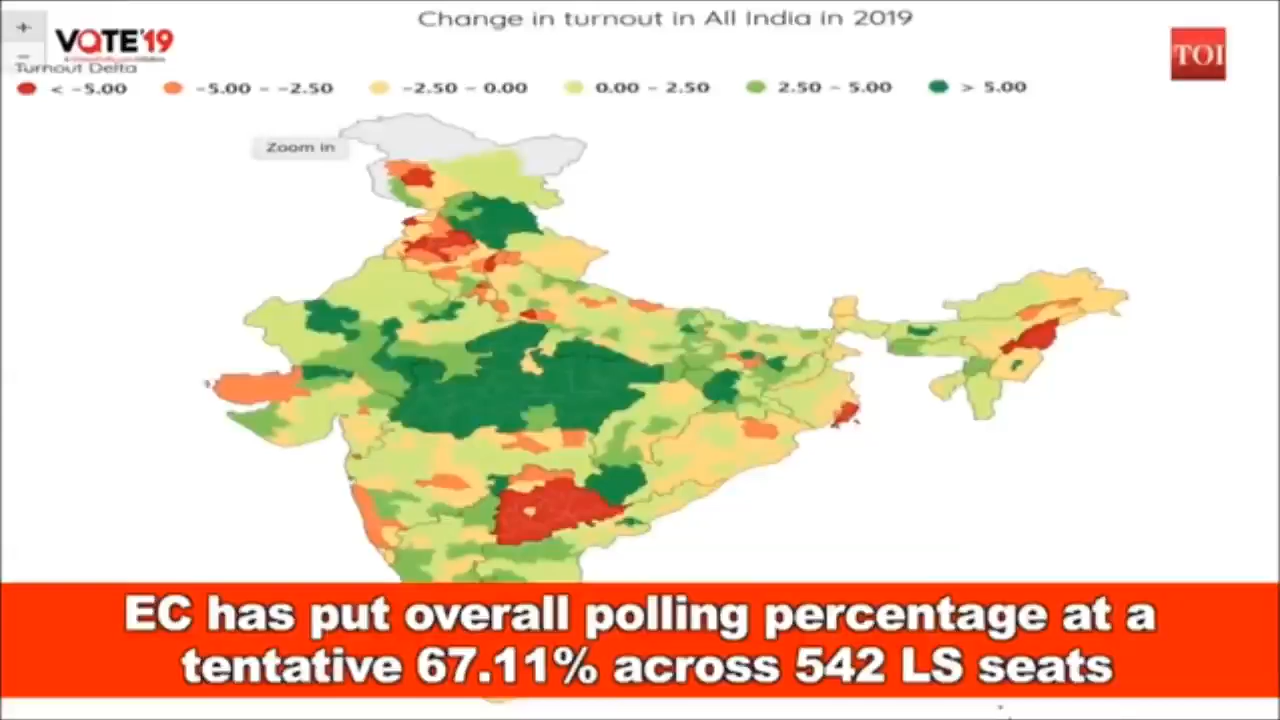 Change in turnout in All India in 2019
+
VOTE'19
TOI
−
Turnout Delta
< -5.00
-5.00 - -2.50
-2.50 - 0.00
0.00 - 2.50
2.50 - 5.00
> 5.00
Zoom in
EC has put overall polling percentage at a
tentative 67.11% across 542 LS seats